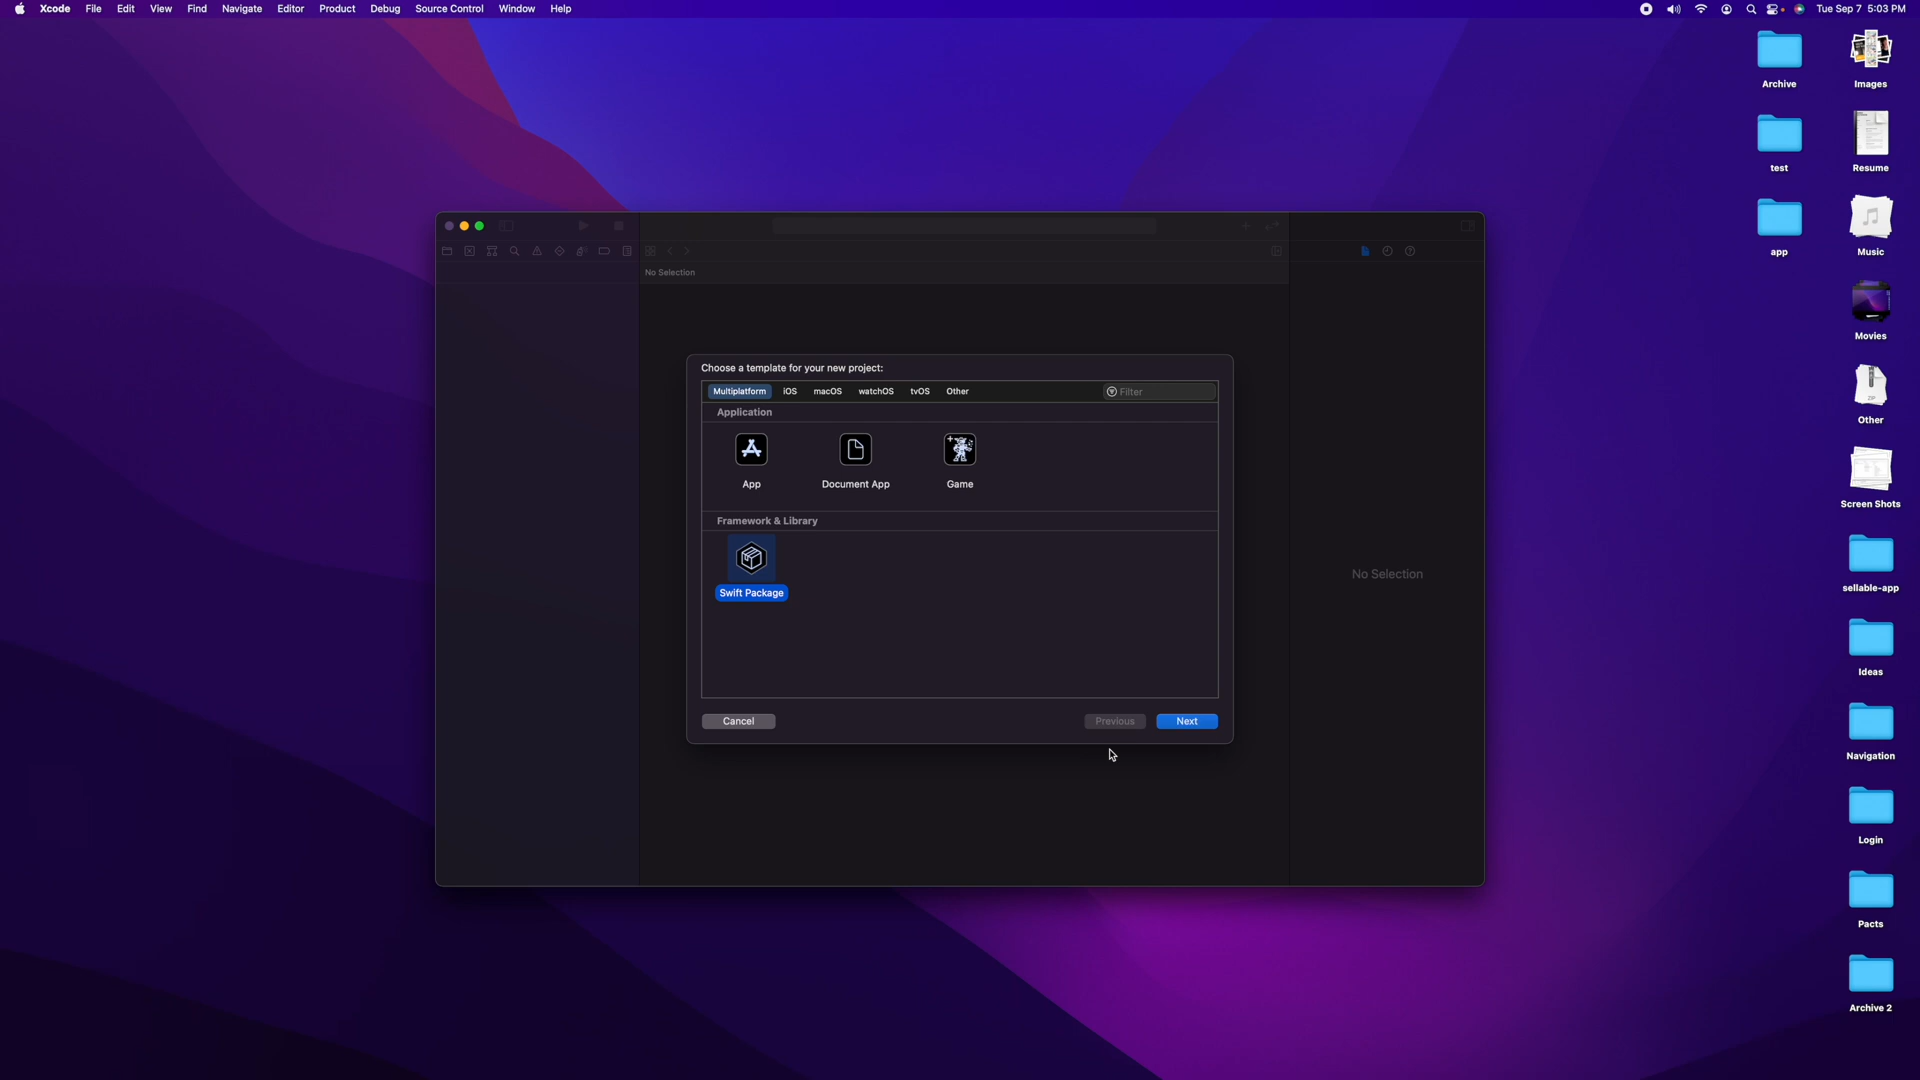 Xcode File Edit View Find Navigate Editor Product Debug Source Control Window Help Tue Sep 7 5:03 PM
Archive Images
test Resume
app Music
Movies
Other
Screen Shots
sellable-app
Ideas
Navigation
Login
Pacts
Archive 2
No Selection
Choose a template for your new project:
Multiplatform iOS macOS watchOS tvOS Other Filter
Application
App Document App Game
Framework & Library
Swift Package
Cancel Previous Next
No Selection
ZIP